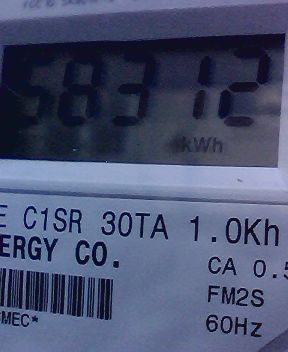 58312
kWh
E C1SR 30TA 1.0Kh
ERGY CO.
CA 0.5
FM2S
MEC*
60Hz